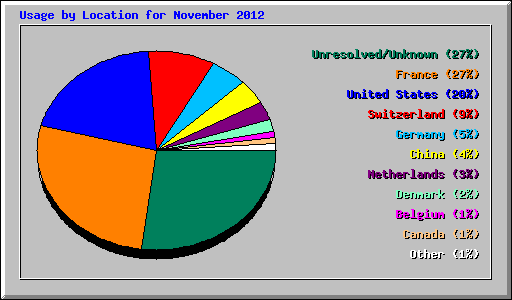 Usage by Location for November 2012
Unresolved/Unknown (27%)
France (27%)
United States (20%)
Switzerland (9%)
Germany (5%)
China (4%)
Netherlands (3%)
Denmark (2%)
Belgium (1%)
Canada (1%)
Other (1%)